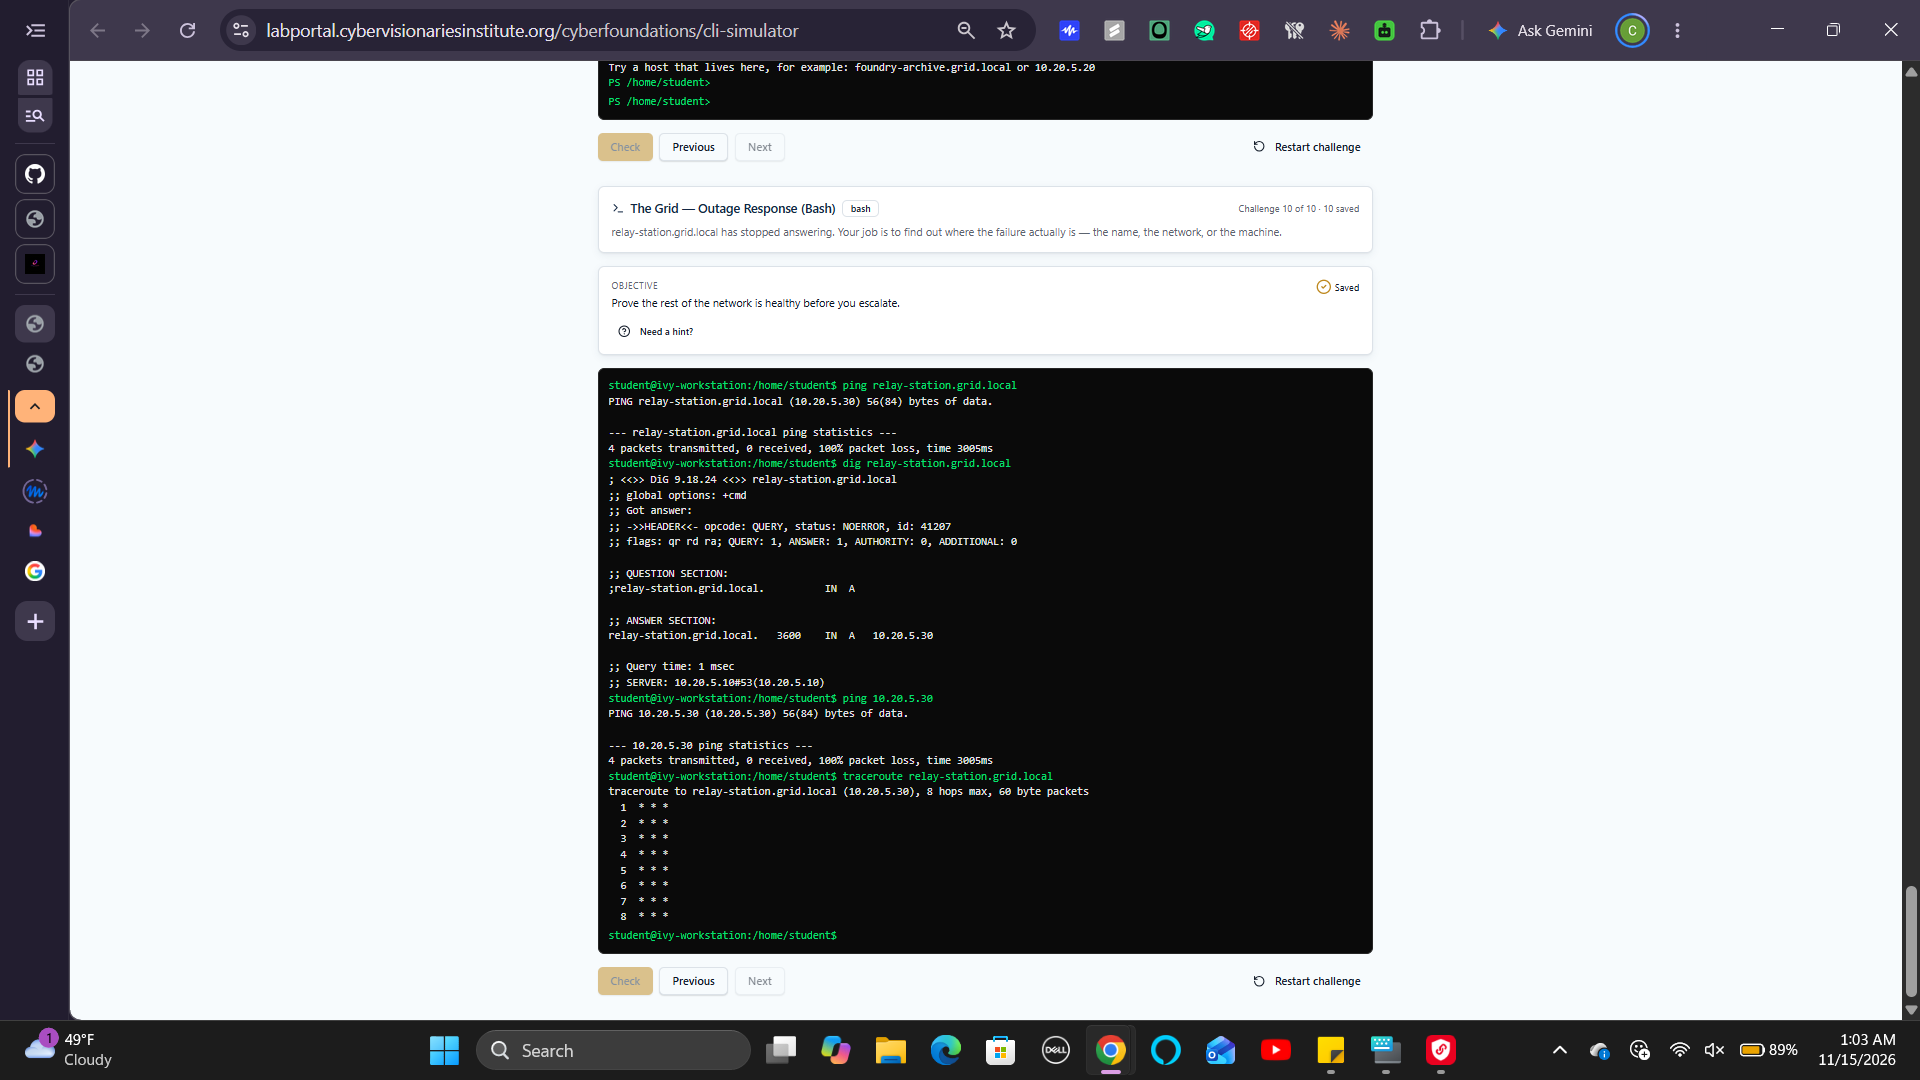 labportal.cybervisionariesinstitute.org/cyberfoundations/cli-simulator
Ask Gemini
C
Try a host that lives here, for example: foundry-archive.grid.local or 10.20.5.20
PS /home/student>
PS /home/student>
Check
Previous
Next
Restart challenge
The Grid — Outage Response (Bash)
bash
Challenge 10 of 10 · 10 saved
relay-station.grid.local has stopped answering. Your job is to find out where the failure actually is — the name, the network, or the machine.
OBJECTIVE
Saved
Prove the rest of the network is healthy before you escalate.
Need a hint?
student@ivy-workstation:/home/student$ ping relay-station.grid.local
PING relay-station.grid.local (10.20.5.30) 56(84) bytes of data.
--- relay-station.grid.local ping statistics ---
4 packets transmitted, 0 received, 100% packet loss, time 3005ms
student@ivy-workstation:/home/student$ dig relay-station.grid.local
; <<>> DiG 9.18.24 <<>> relay-station.grid.local
;; global options: +cmd
;; Got answer:
;; ->>HEADER<<- opcode: QUERY, status: NOERROR, id: 41207
;; flags: qr rd ra; QUERY: 1, ANSWER: 1, AUTHORITY: 0, ADDITIONAL: 0
;; QUESTION SECTION:
;relay-station.grid.local. IN A
;; ANSWER SECTION:
relay-station.grid.local. 3600 IN A 10.20.5.30
;; Query time: 1 msec
;; SERVER: 10.20.5.10#53(10.20.5.10)
student@ivy-workstation:/home/student$ ping 10.20.5.30
PING 10.20.5.30 (10.20.5.30) 56(84) bytes of data.
--- 10.20.5.30 ping statistics ---
4 packets transmitted, 0 received, 100% packet loss, time 3005ms
student@ivy-workstation:/home/student$ traceroute relay-station.grid.local
traceroute to relay-station.grid.local (10.20.5.30), 8 hops max, 60 byte packets
1 * * *
2 * * *
3 * * *
4 * * *
5 * * *
6 * * *
7 * * *
8 * * *
student@ivy-workstation:/home/student$
Check
Previous
Next
Restart challenge
1
49°F
Cloudy
Search
DELL
89%
1:03 AM
11/15/2026